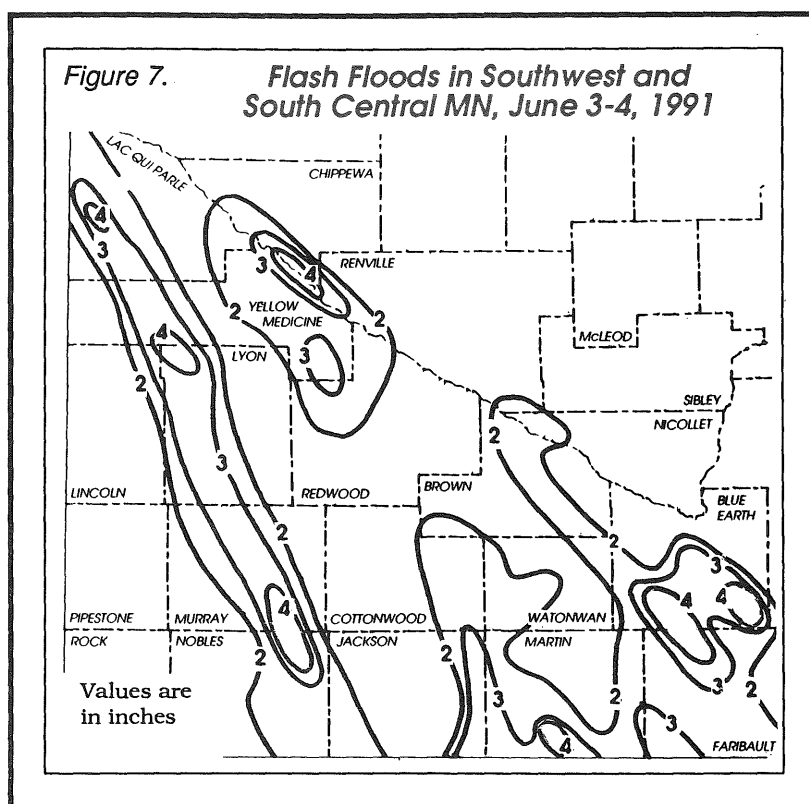 Figure 7.
Flash Floods in Southwest and
South Central MN, June 3-4, 1991
LAC QUI PARLE
CHIPPEWA
4
3
3
4
RENVILLE
2
YELLOW
MEDICINE
2
4
LYON
3
McLEOD
2
SIBLEY
2
NICOLLET
3
LINCOLN
REDWOOD
BROWN
BLUE
EARTH
2
2
2
3
4
4
4
PIPESTONE
MURRAY
COTTONWOOD
WATONWAN
ROCK
NOBLES
JACKSON
MARTIN
2
2
3
2
3
2
Values are
in inches
3
4
FARIBAULT